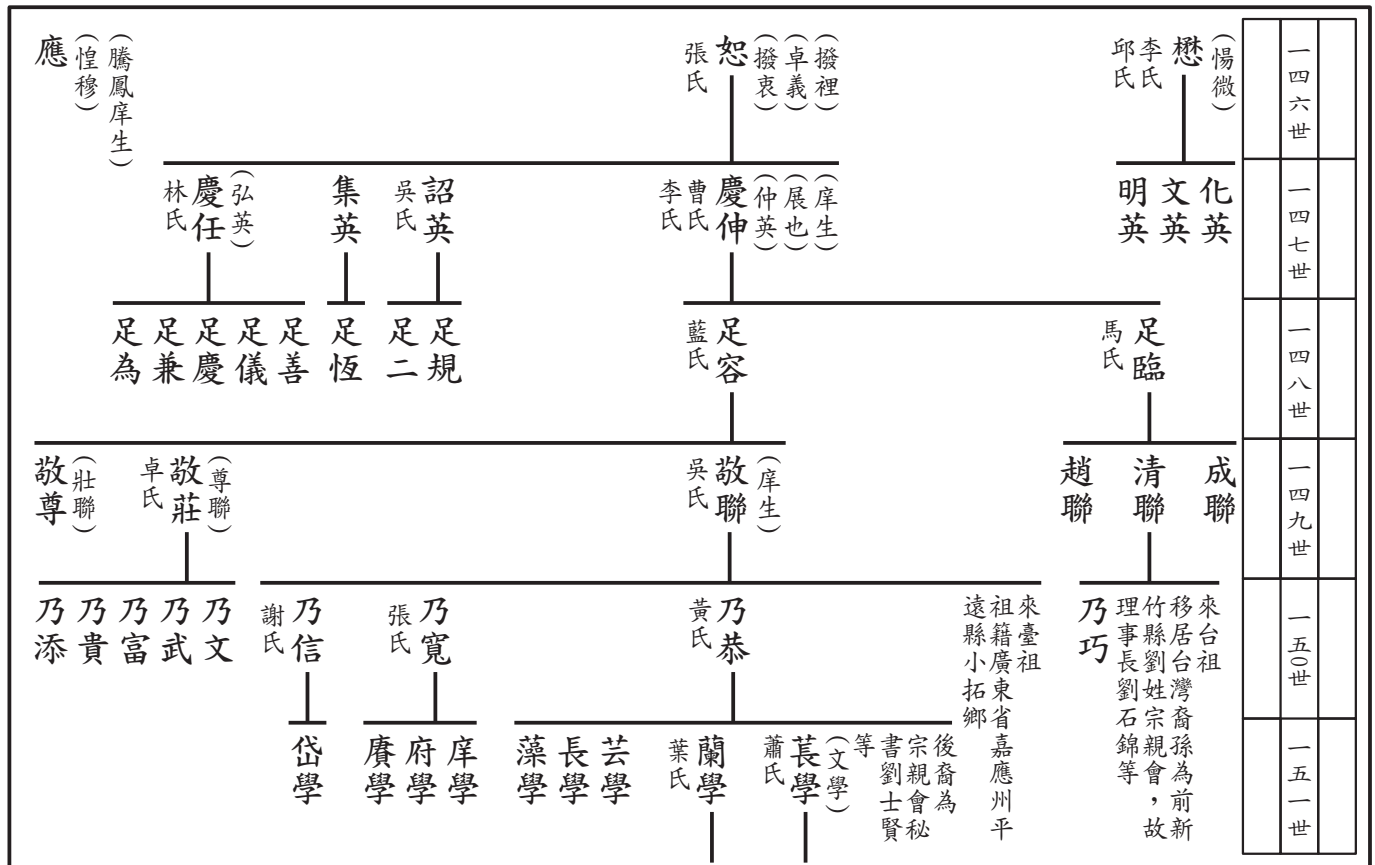 一四六世
一四七世
一四八世
一四九世
一五○世
一五一世
（愓微）
懋
李氏
邱氏
（撥裡）
（卓義）
（撥衷）
恕
張氏
（騰鳳庠生）
（惶穆）
應
化英
文英
明英
（庠生）
（展也）
（仲英）
慶伸
曹氏
李氏
詔英
吳氏
集英
（弘英）
慶任
林氏
足臨
馬氏
足容
藍氏
足規
足二
足恆
足善
足儀
足慶
足兼
足為
成聯
清聯
趙聯
（庠生）
敬聯
吳氏
（尊聯）
敬莊
卓氏
（壯聯）
敬尊
來台祖
移居台灣裔孫為前新
竹縣劉姓宗親會，故
理事長劉石錦等
乃巧
來臺祖
祖籍廣東省嘉應州平
遠縣小拓鄉
乃恭
黃氏
乃寬
張氏
乃信
謝氏
乃文
乃武
乃富
乃貴
乃添
後裔為
宗親會秘
書劉士賢
等
（文學）
萇學
蕭氏
蘭學
葉氏
芸學
長學
藻學
庠學
府學
賡學
岱學